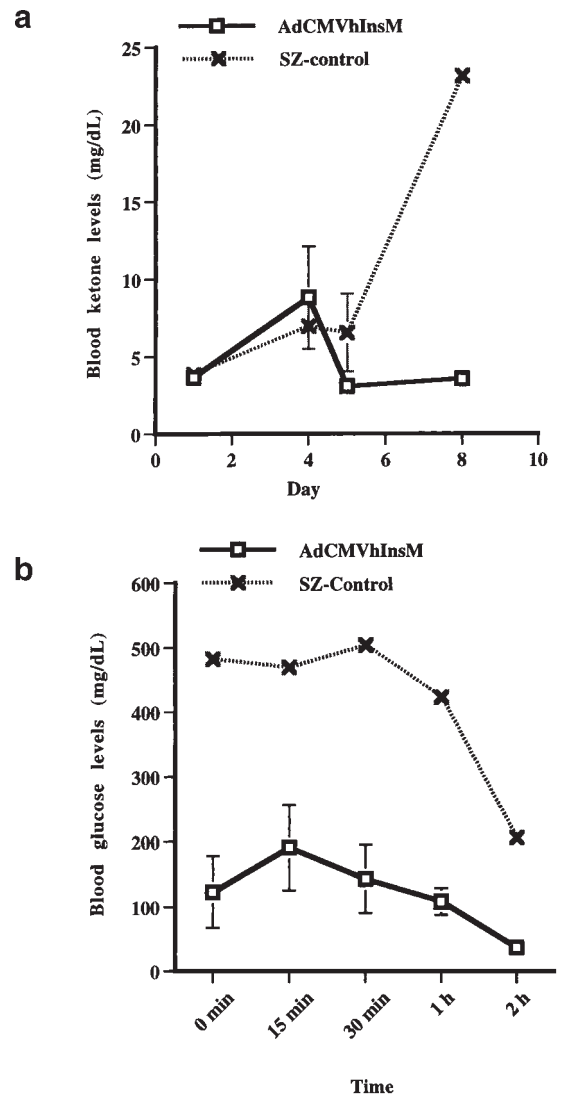 a
AdCMVhInsM
SZ-control
Blood ketone levels (mg/dL)
25
20
15
10
5
0
0 2 4 6 8 10
Day
b
AdCMVhInsM
SZ-Control
Blood glucose levels (mg/dL)
600
500
400
300
200
100
0
0 min 15 min 30 min 1 h 2 h
Time